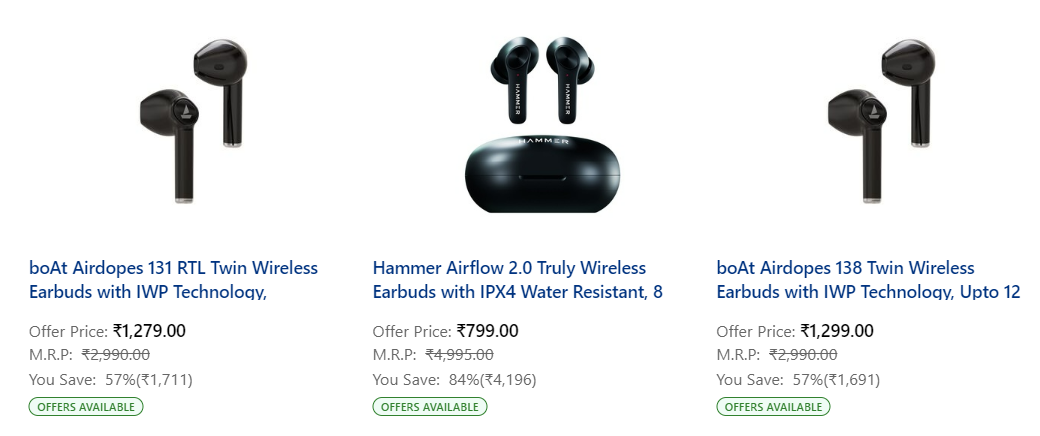 HAMMER
HAMMER
HAMMER
boAt Airdopes 131 RTL Twin Wireless
Earbuds with IWP Technology,
Offer Price: ₹1,279.00
M.R.P: ₹2,990.00
You Save: 57%(₹1,711)
OFFERS AVAILABLE
Hammer Airflow 2.0 Truly Wireless
Earbuds with IPX4 Water Resistant, 8
Offer Price: ₹799.00
M.R.P: ₹4,995.00
You Save: 84%(₹4,196)
OFFERS AVAILABLE
boAt Airdopes 138 Twin Wireless
Earbuds with IWP Technology, Upto 12
Offer Price: ₹1,299.00
M.R.P: ₹2,990.00
You Save: 57%(₹1,691)
OFFERS AVAILABLE